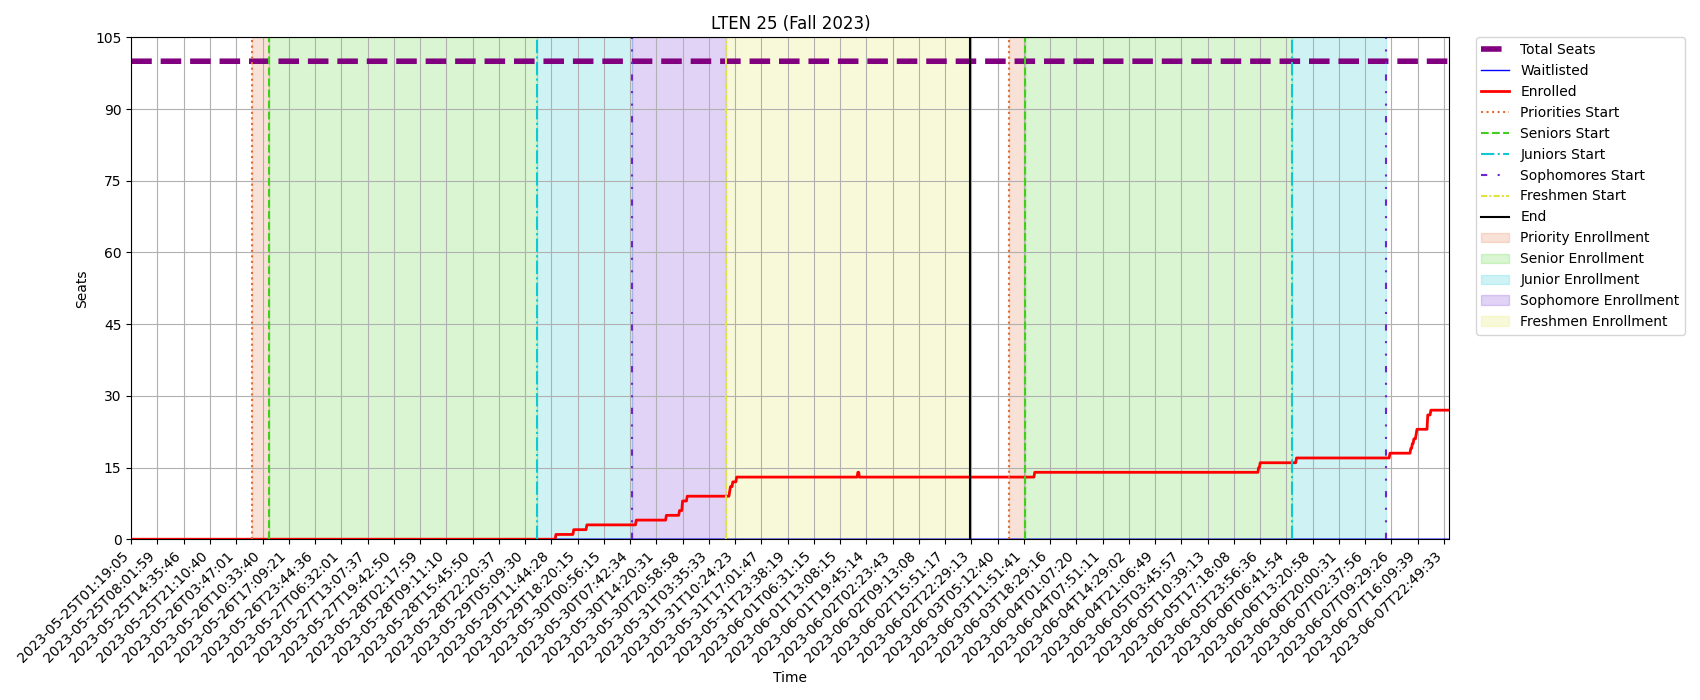 LTEN 25 (Fall 2023)
105
90
75
60
45
30
15
0
Seats
2023-05-25T01:19:05
2023-05-25T08:01:59
2023-05-25T14:35:46
2023-05-25T21:10:40
2023-05-26T03:47:01
2023-05-26T10:33:40
2023-05-26T17:09:21
2023-05-26T23:44:36
2023-05-27T06:32:01
2023-05-27T13:07:37
2023-05-27T19:42:50
2023-05-28T02:17:59
2023-05-28T09:11:10
2023-05-28T15:45:50
2023-05-28T22:20:37
2023-05-29T05:09:30
2023-05-29T11:44:28
2023-05-29T18:20:15
2023-05-30T00:56:15
2023-05-30T07:42:34
2023-05-30T14:20:31
2023-05-30T20:58:58
2023-05-31T03:35:33
2023-05-31T10:24:23
2023-05-31T17:01:47
2023-05-31T23:38:19
2023-06-01T06:31:15
2023-06-01T13:08:15
2023-06-01T19:45:14
2023-06-02T02:23:43
2023-06-02T09:13:08
2023-06-02T15:51:17
2023-06-02T22:29:13
2023-06-03T05:12:40
2023-06-03T11:51:41
2023-06-03T18:29:16
2023-06-04T01:07:20
2023-06-04T07:51:11
2023-06-04T14:29:02
2023-06-04T21:06:49
2023-06-05T03:45:57
2023-06-05T10:39:13
2023-06-05T17:18:08
2023-06-05T23:56:36
2023-06-06T06:41:54
2023-06-06T13:20:58
2023-06-06T20:00:31
2023-06-07T02:37:56
2023-06-07T09:29:26
2023-06-07T16:09:39
2023-06-07T22:49:33
Time
Total Seats
Waitlisted
Enrolled
Priorities Start
Seniors Start
Juniors Start
Sophomores Start
Freshmen Start
End
Priority Enrollment
Senior Enrollment
Junior Enrollment
Sophomore Enrollment
Freshmen Enrollment